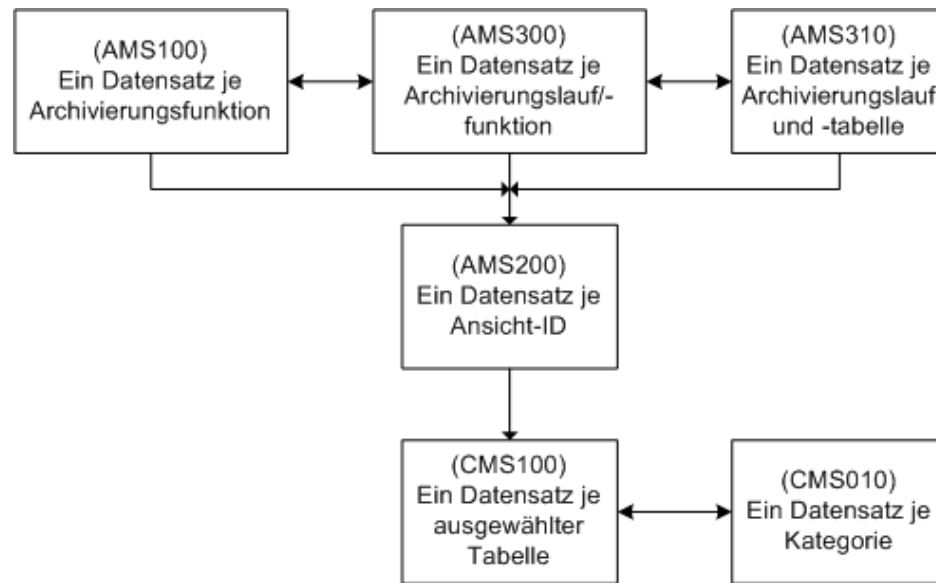 (AMS100)
Ein Datensatz je
Archivierungsfunktion
(AMS300)
Ein Datensatz je
Archivierungslauf/-
funktion
(AMS310)
Ein Datensatz je
Archivierungslauf
und -tabelle
(AMS200)
Ein Datensatz je
Ansicht-ID
(CMS100)
Ein Datensatz je
ausgewählter
Tabelle
(CMS010)
Ein Datensatz je
Kategorie